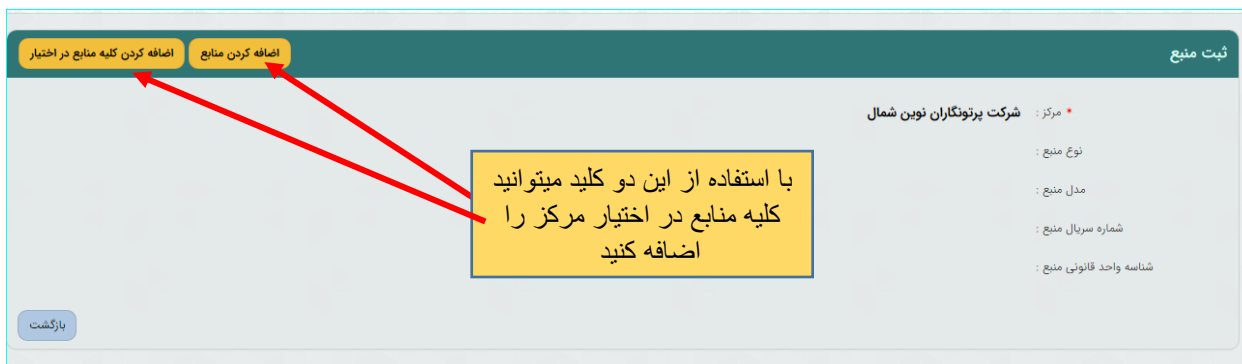 ثبت منبع
اضافه کردن منابع
اضافه کردن کلیه منابع در اختیار
* مرکز : شرکت پرتونگاران نوین شمال
نوع منبع :
مدل منبع :
شماره سریال منبع :
شناسه واحد قانونی منبع :
با استفاده از این دو کلید میتوانید
کلیه منابع در اختیار مرکز را
اضافه کنید
بازگشت